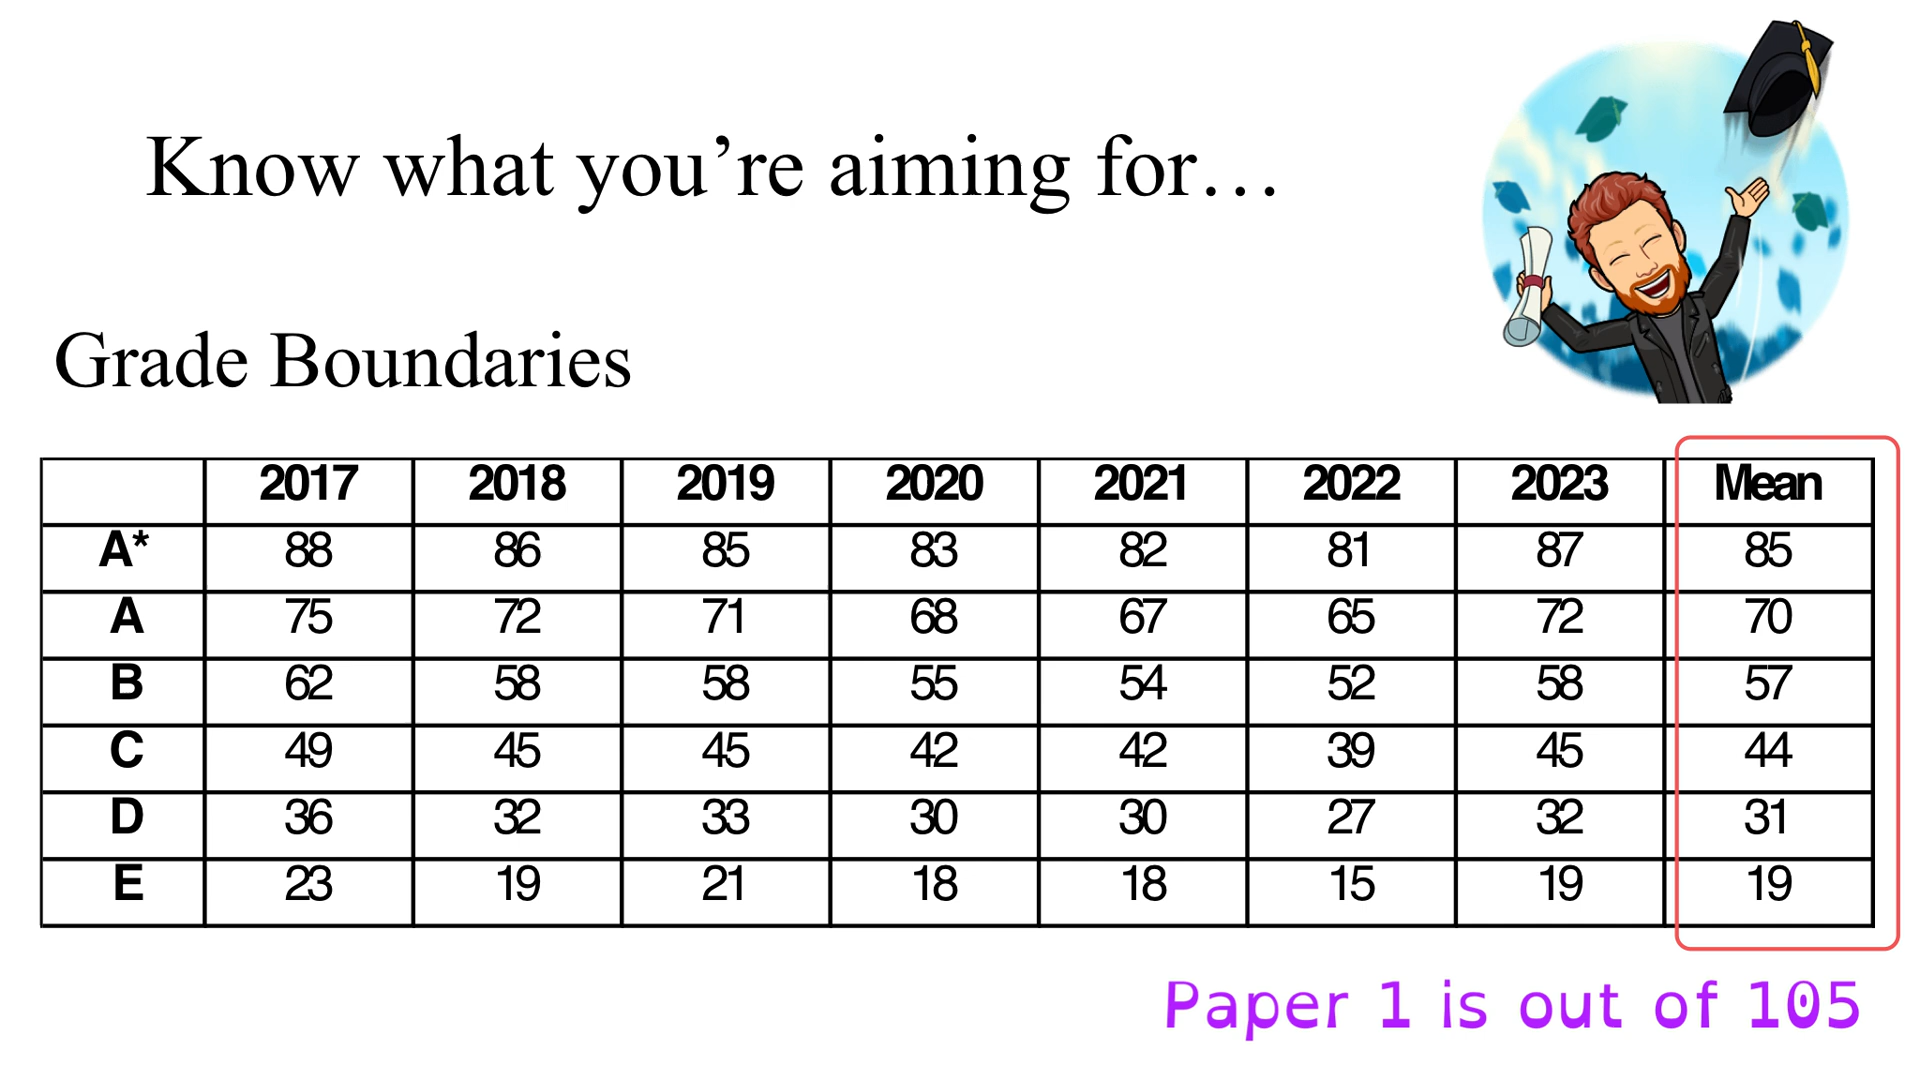 Know what you’re aiming for…
Grade Boundaries
2017 2018 2019 2020 2021 2022 2023 Mean
A* 88 86 85 83 82 81 87 85
A 75 72 71 68 67 65 72 70
B 62 58 58 55 54 52 58 57
C 49 45 45 42 42 39 45 44
D 36 32 33 30 30 27 32 31
E 23 19 21 18 18 15 19 19
Paper 1 is out of 105